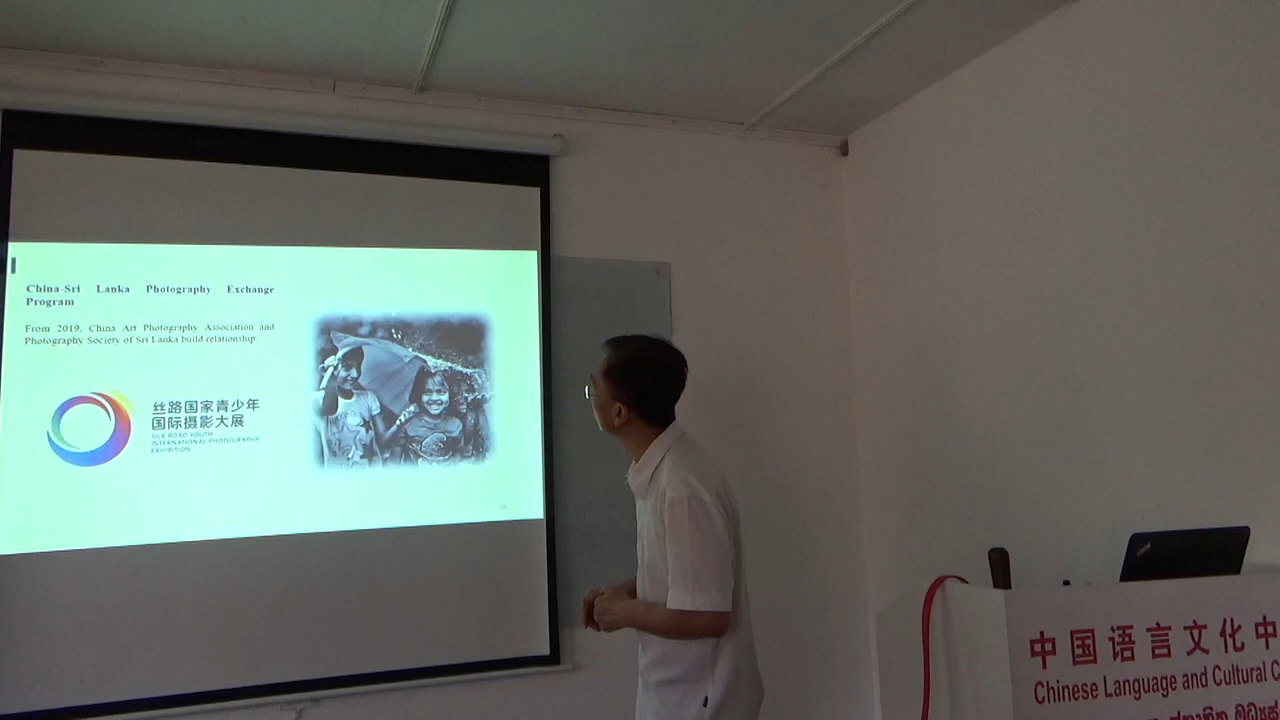 China-Sri Lanka Photography Exchange
Program
From 2019, China Art Photography Association and
Photography Society of Sri Lanka build relationship.
丝路国家青少年
国际摄影大展
SILK ROAD YOUTH
INTERNATIONAL PHOTOGRAPHY
EXHIBITION
中国语言文化中
Chinese Language and Cultural C